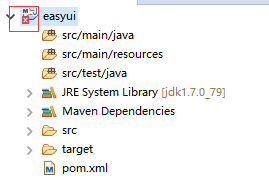 easyui
src/main/java
src/main/resources
src/test/java
JRE System Library [jdk1.7.0_79]
Maven Dependencies
src
target
pom.xml